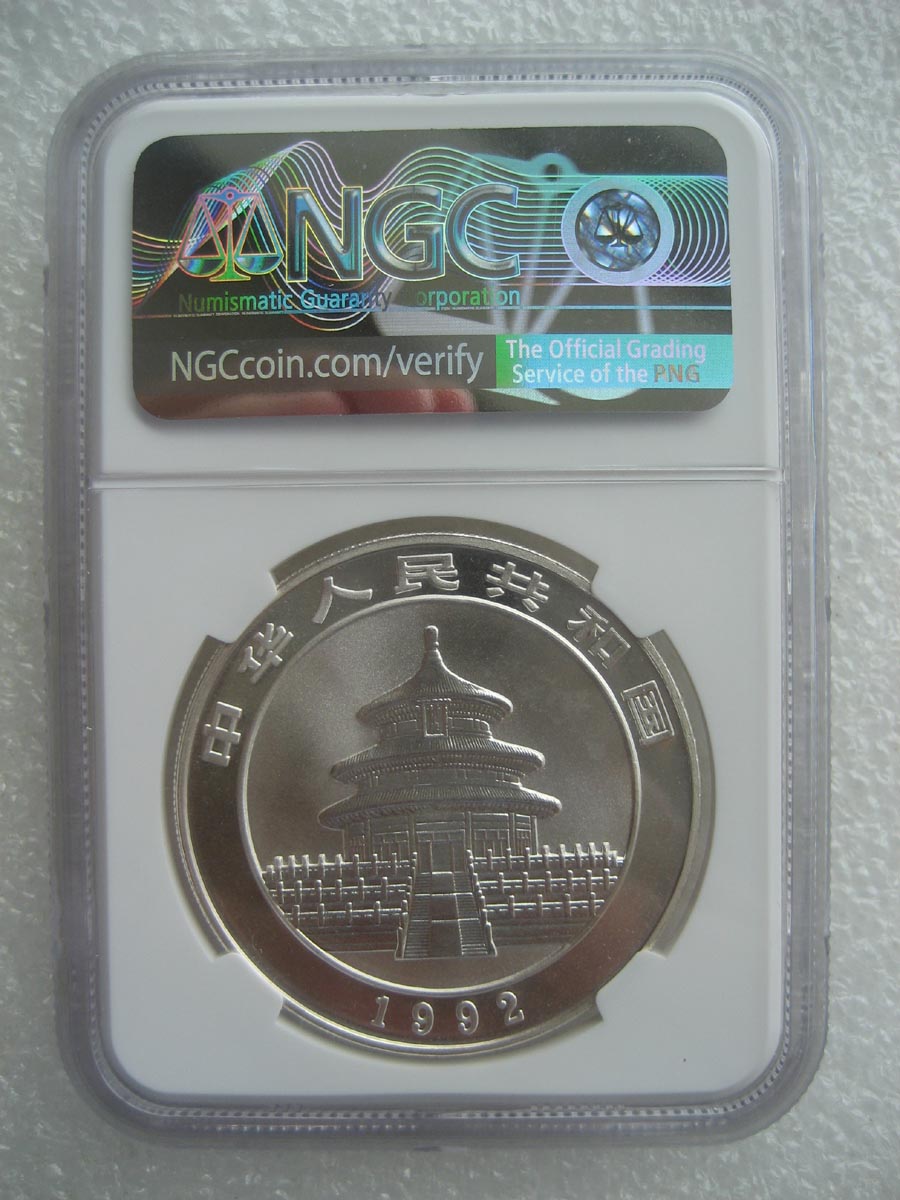 NGC
Numismatic Guaranty Corporation
NGCcoin.com/verify
The Official Grading
Service of the PNG
中华人民共和国
1992